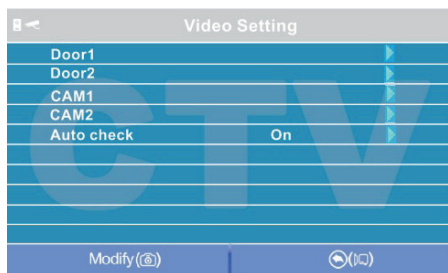 Video Setting
Door1
Door2
CAM1
CAM2
Auto check On
CTV
Modify()
()